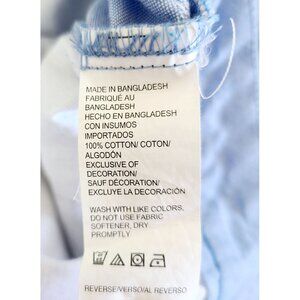 MADE IN BANGLADESH
FABRIQUÉ AU
BANGLADESH
HECHO EN BANGLADESH
CON INSUMOS
IMPORTADOS
100% COTTON/ COTON/
ALGODÓN
EXCLUSIVE OF
DECORATION/
SAUF DÉCORATION/
EXCLUYE LA DECORACIÓN
WASH WITH LIKE COLORS,
DO NOT USE FABRIC
SOFTENER, DRY
PROMPTLY
REVERSE/VERSO/AL REVERSO